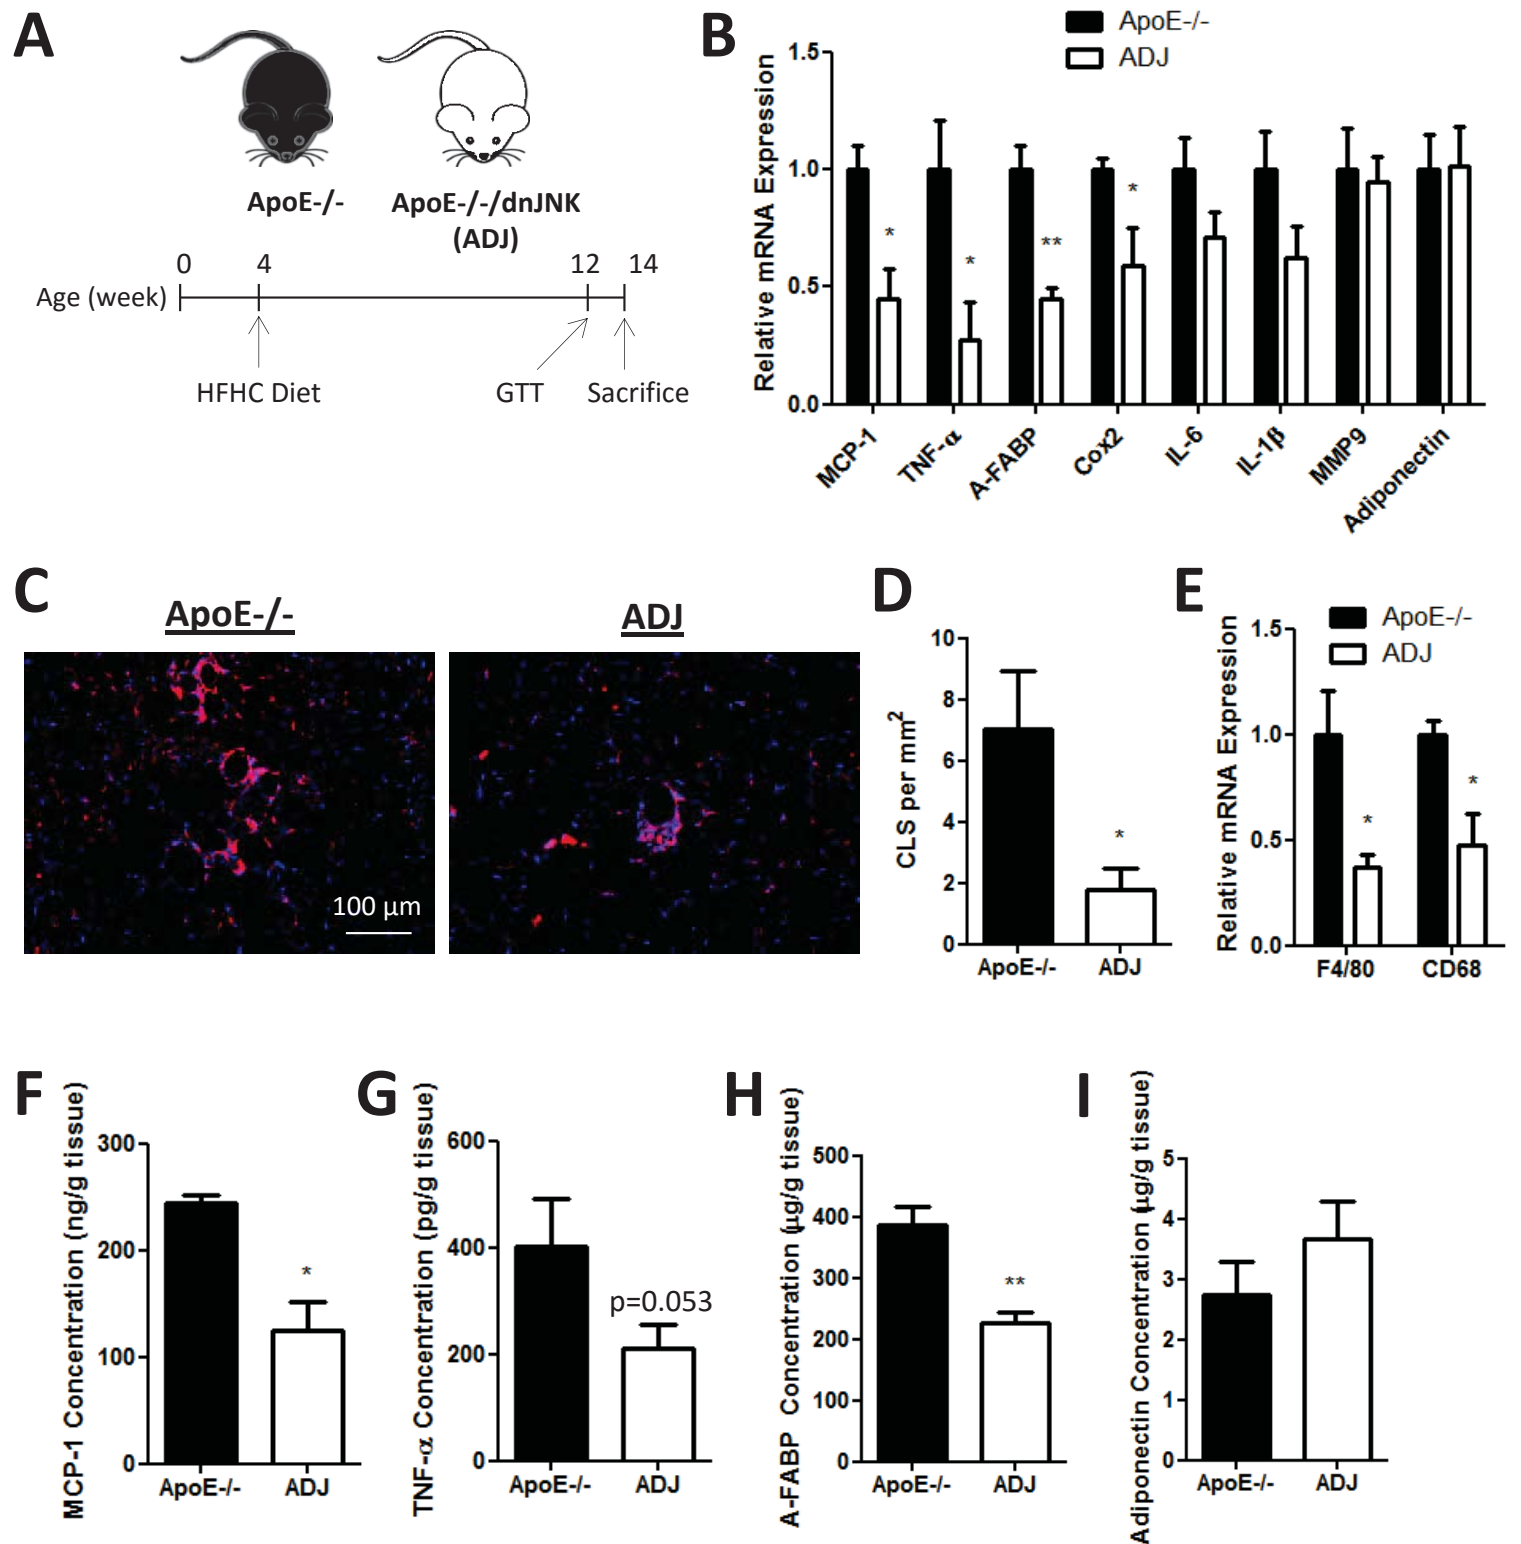 A
ApoE-/-
ApoE-/-/dnJNK
(ADJ)
0 4 12 14
Age (week)
HFHC Diet GTT Sacrifice
B
ApoE-/-
ADJ
Relative mRNA Expression
1.5
1.0
0.5
0.0
MCP-1 TNF-α A-FABP Cox2 IL-6 IL-1β MMP9 Adiponectin
* * ** *
C
ApoE-/- ADJ
100 µm
D
CLS per mm²
10
8
6
4
2
0
*
ApoE-/- ADJ
E
ApoE-/-
ADJ
Relative mRNA Expression
1.5
1.0
0.5
0.0
* *
F4/80 CD68
F
MCP-1 Concentration (ng/g tissue)
300
200
100
0
*
ApoE-/- ADJ
G
TNF-α Concentration (pg/g tissue)
600
400
200
0
p=0.053
ApoE-/- ADJ
H
A-FABP Concentration (µg/g tissue)
500
400
300
200
100
0
**
ApoE-/- ADJ
I
Adiponectin Concentration (µg/g tissue)
5
4
3
2
1
0
ApoE-/- ADJ